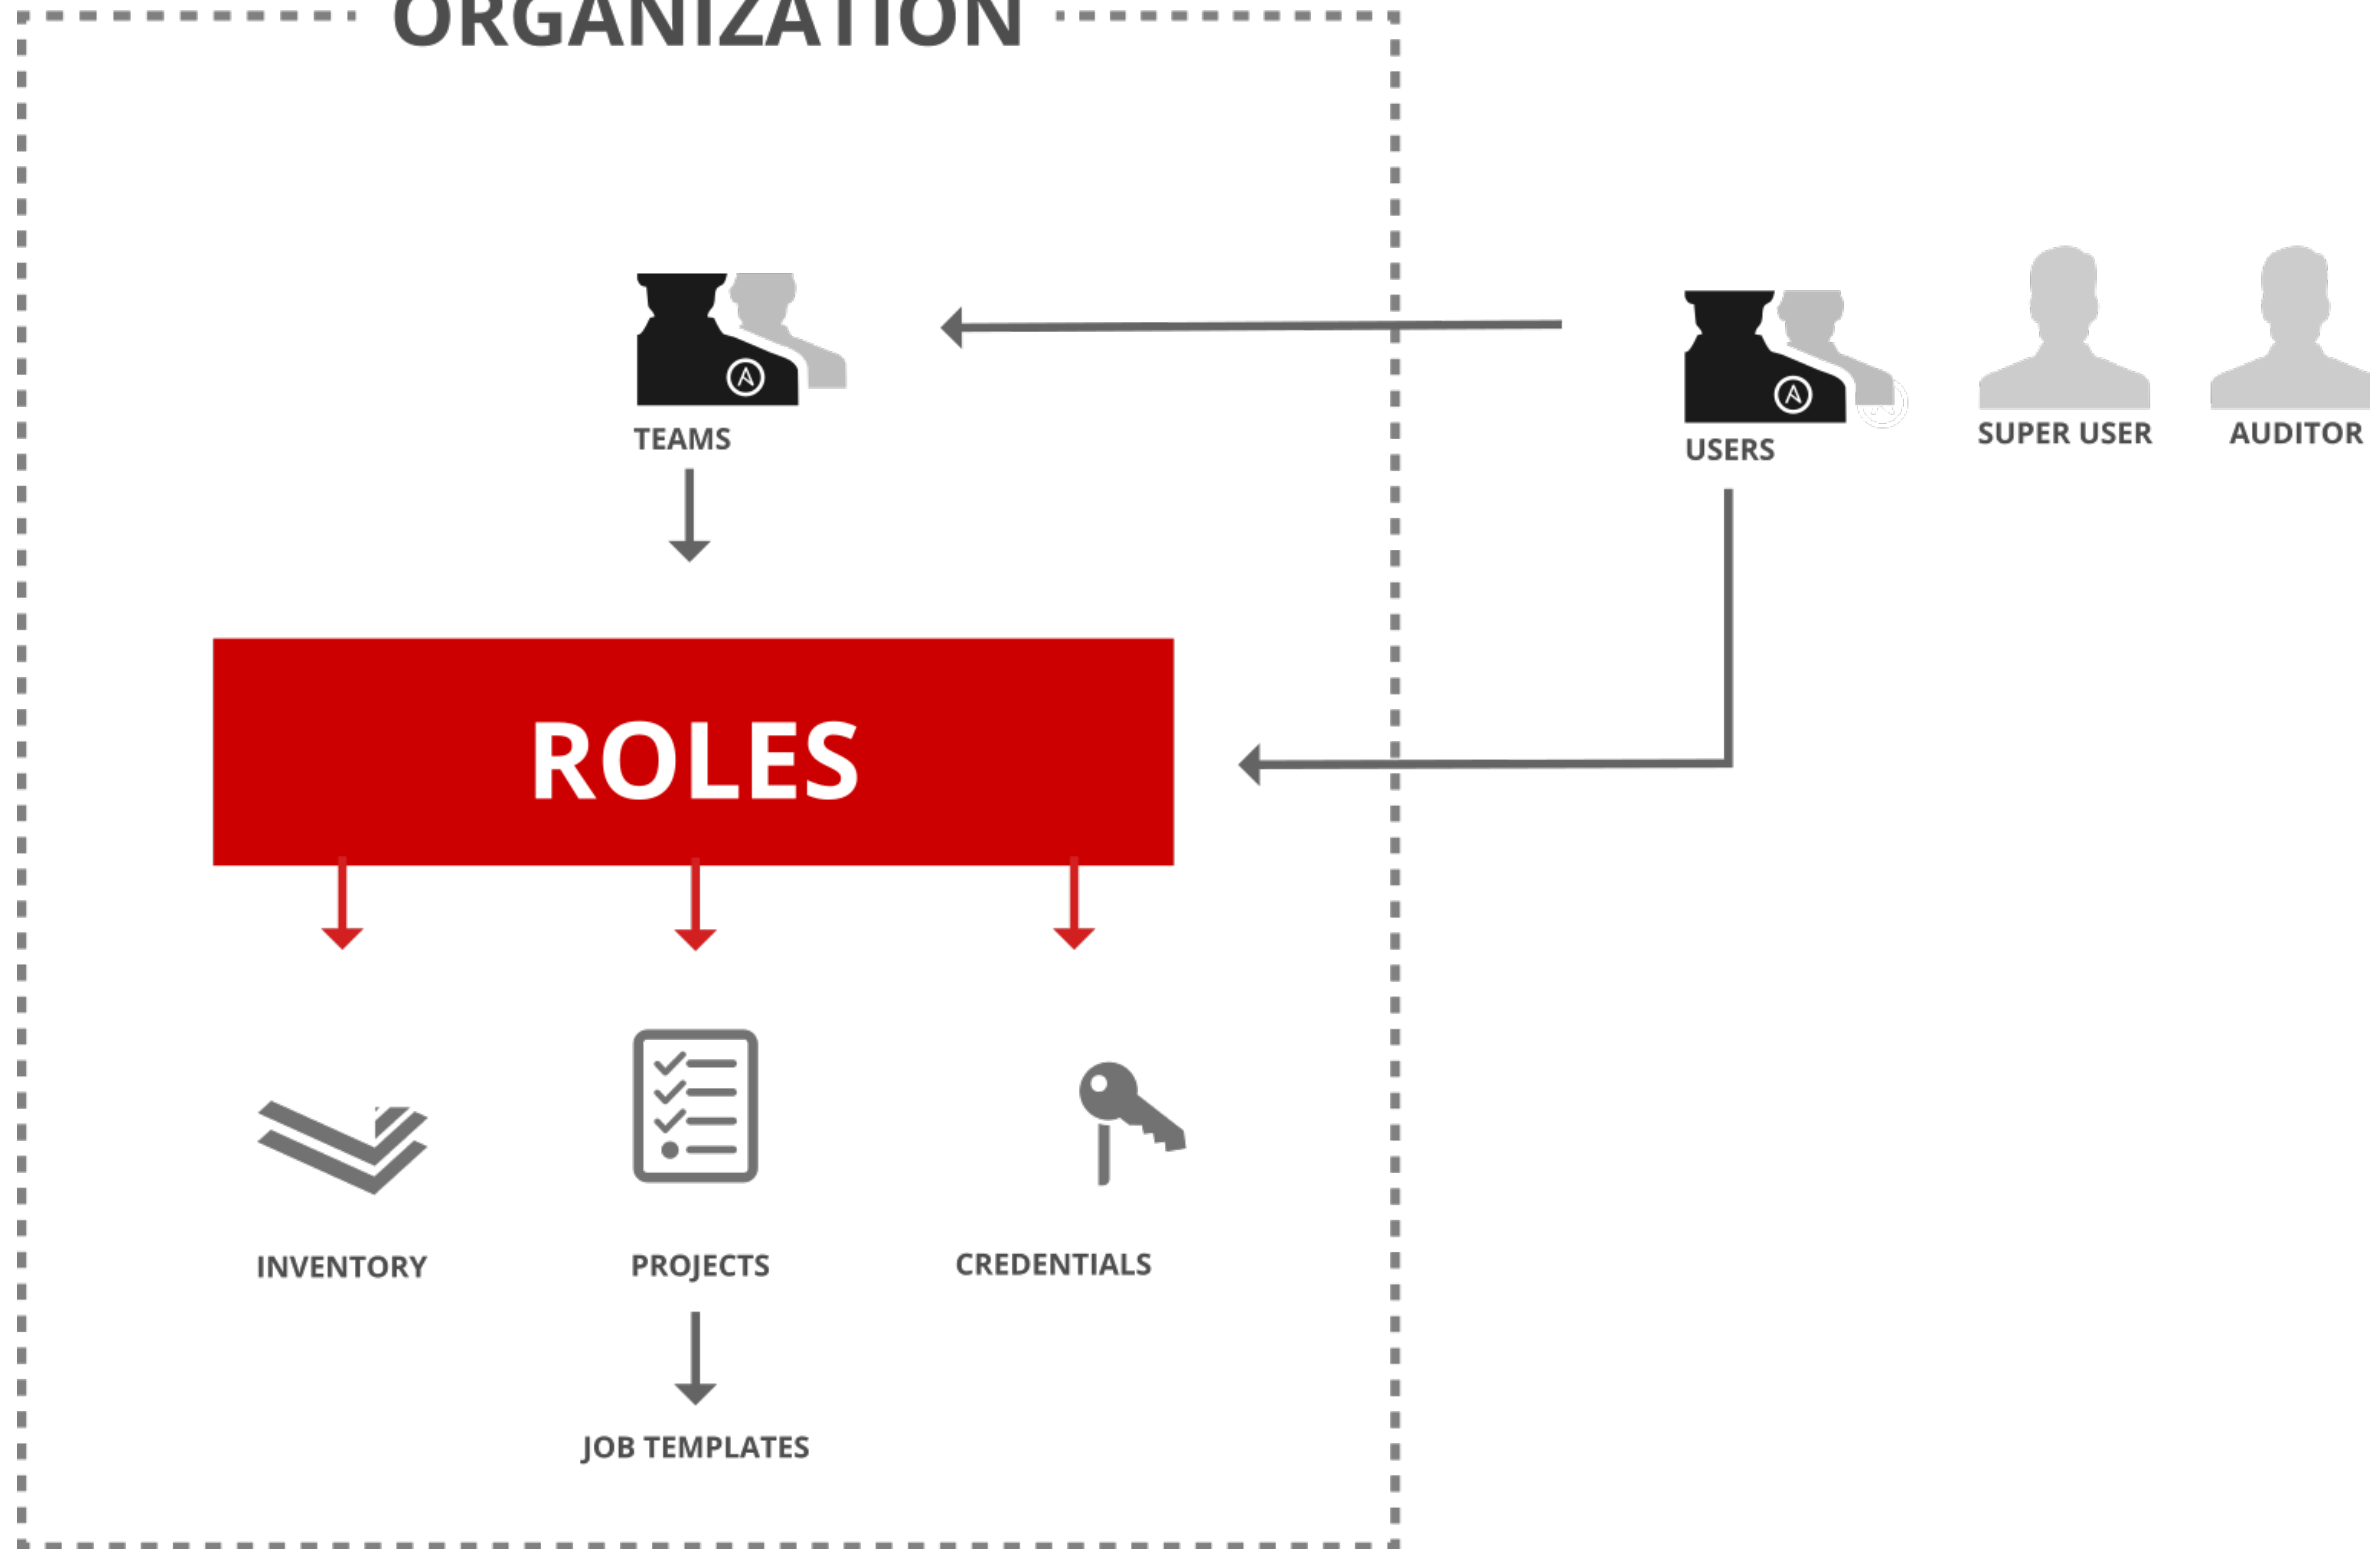 ORGANIZATION
TEAMS
USERS
SUPER USER
AUDITOR
ROLES
INVENTORY
PROJECTS
CREDENTIALS
JOB TEMPLATES